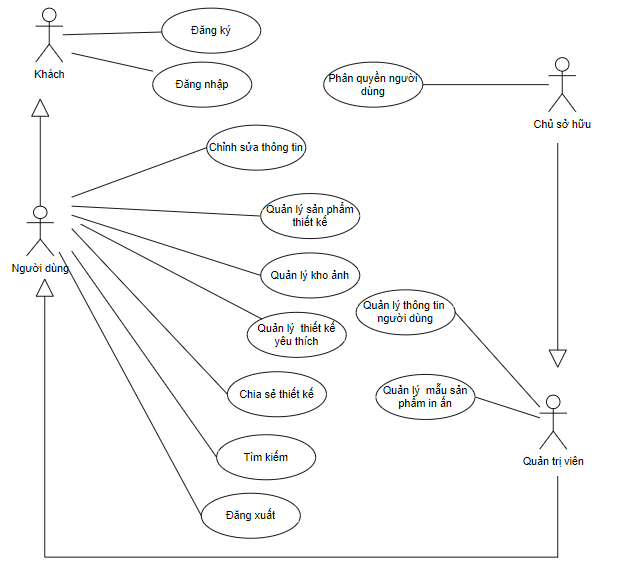 Đăng ký
Khách
Đăng nhập
Phân quyền người
dùng
Chủ sở hữu
Chỉnh sửa thông tin
Quản lý sản phẩm
thiết kế
Người dùng
Quản lý kho ảnh
Quản lý thông tin
người dùng
Quản lý thiết kế
yêu thích
Chia sẻ thiết kế
Quản lý mẫu sản
phẩm in ấn
Tìm kiếm
Quản trị viên
Đăng xuất